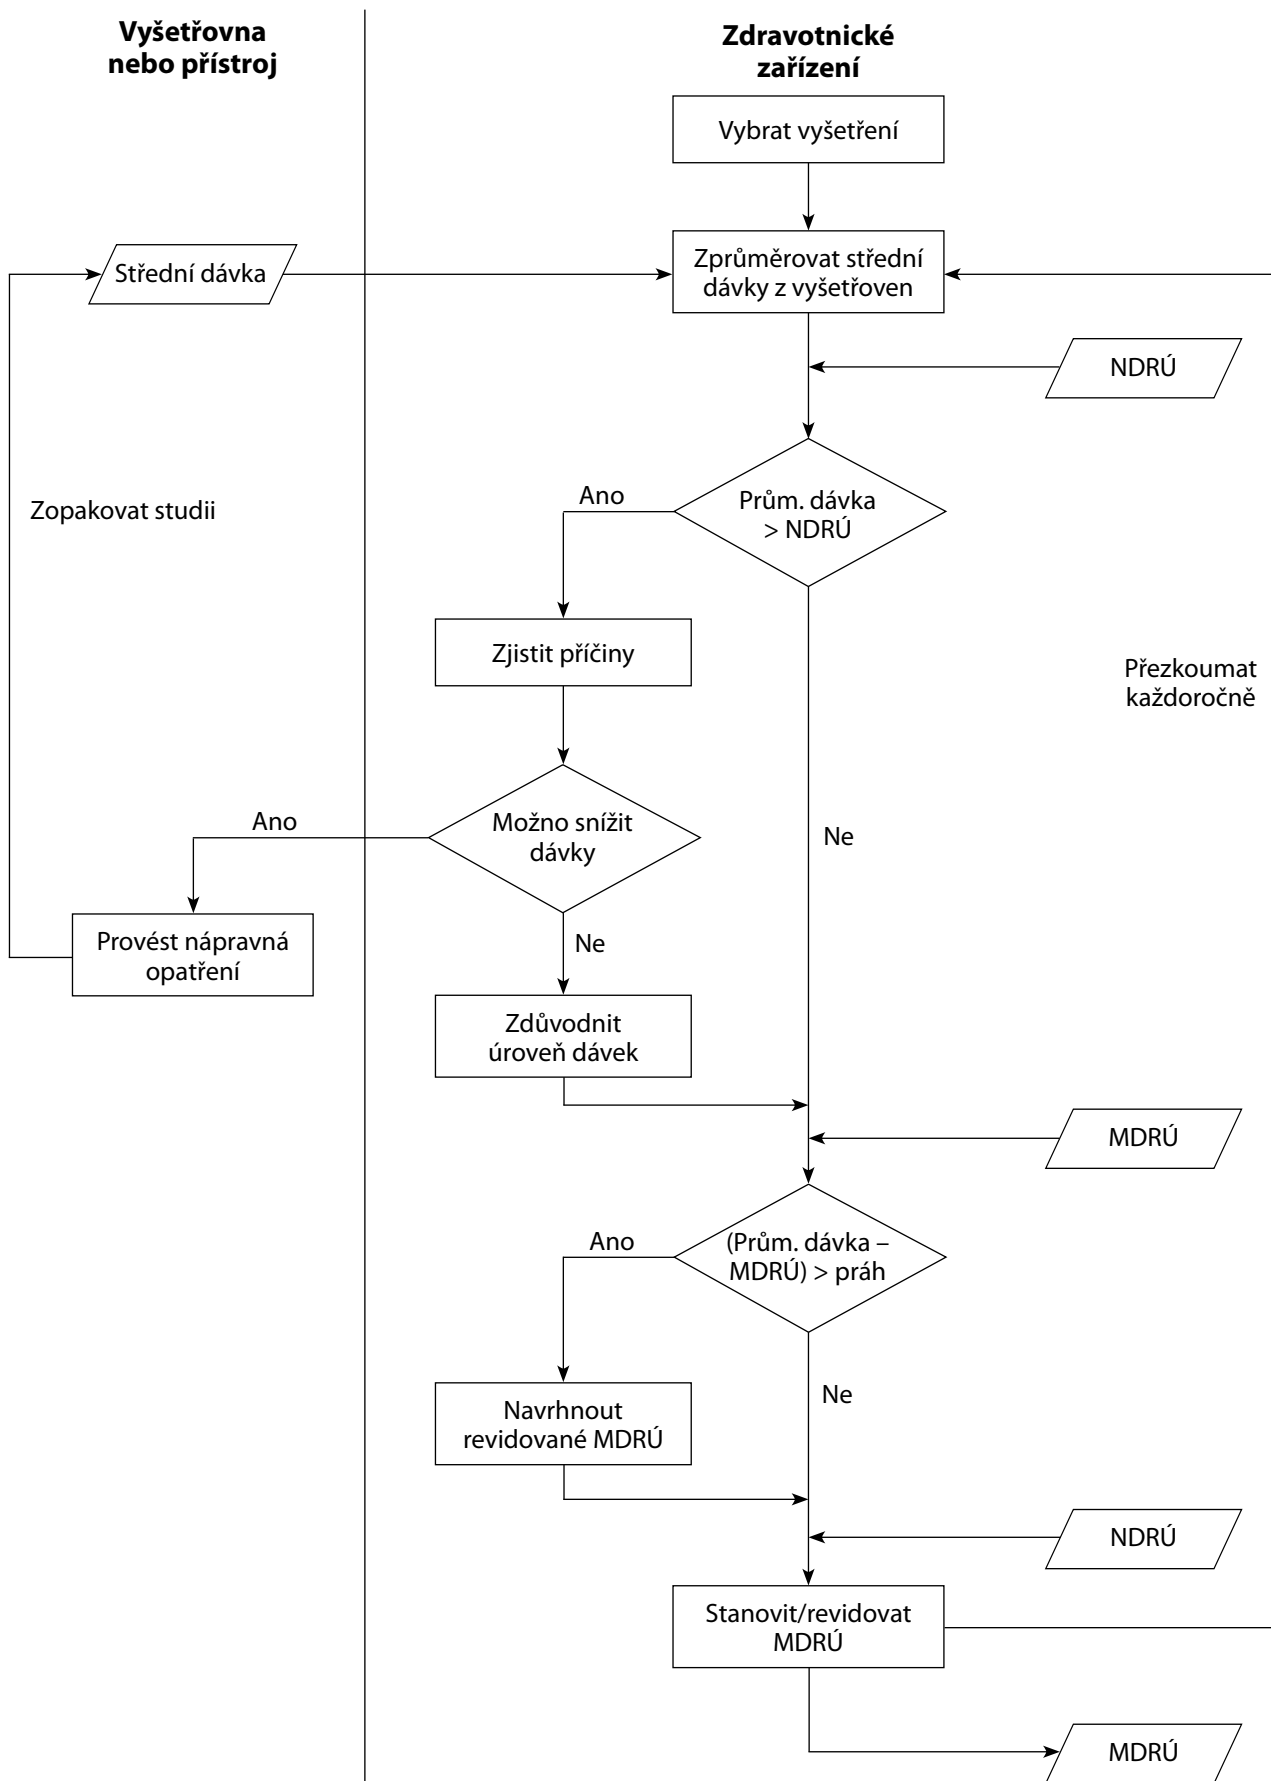 Vyšetřovna
nebo přístroj
Zdravotnické
zařízení
Vybrat vyšetření
Střední dávka
Zprůměrovat střední
dávky z vyšetřoven
NDRÚ
Zopakovat studii
Ano
Prům. dávka
> NDRÚ
Zjistit příčiny
Přezkoumat
každoročně
Ano
Možno snížit
dávky
Ne
Provést nápravná
opatření
Ne
Zdůvodnit
úroveň dávek
MDRÚ
Ano
(Prům. dávka –
MDRÚ) > práh
Navrhnout
revidované MDRÚ
Ne
NDRÚ
Stanovit/revidovat
MDRÚ
MDRÚ